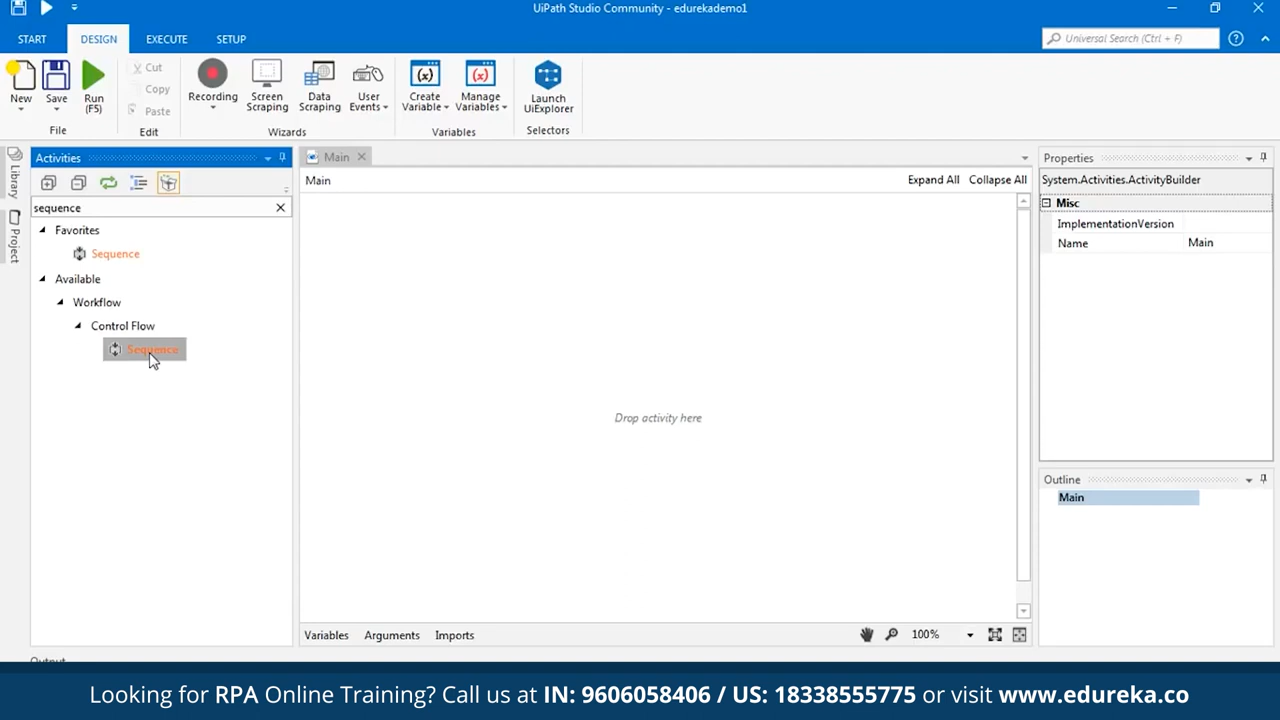 UiPath Studio Community - edurekademo1
START
DESIGN
EXECUTE
SETUP
Universal Search (Ctrl + F)
New
Save
Run
(F5)
Cut
Copy
Paste
Recording
Screen
Scraping
Data
Scraping
User
Events
Create
Variable
Manage
Variables
Launch
UiExplorer
File
Edit
Wizards
Variables
Selectors
Library
Project
Activities
sequence
Favorites
Sequence
Available
Workflow
Control Flow
Sequence
Main
Main
Expand All
Collapse All
Drop activity here
Variables
Arguments
Imports
100%
Properties
System.Activities.ActivityBuilder
Misc
ImplementationVersion
Name
Main
Outline
Main
Output
Looking for RPA Online Training? Call us at IN: 9606058406 / US: 18338555775 or visit www.edureka.co